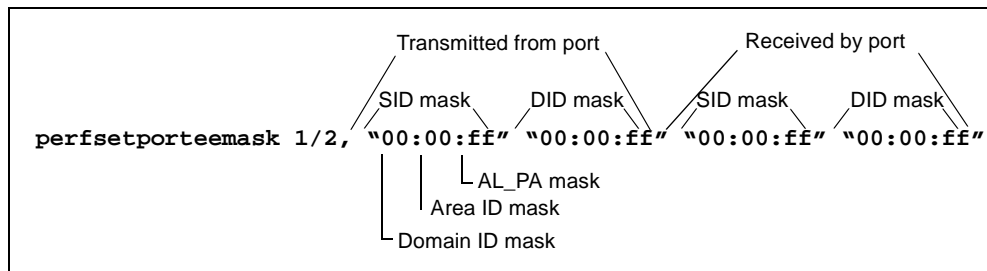 Transmitted from port Received by port
SID mask DID mask SID mask DID mask
perfsetporteemask 1/2, “00:00:ff” “00:00:ff” “00:00:ff” “00:00:ff”
AL_PA mask
Area ID mask
Domain ID mask